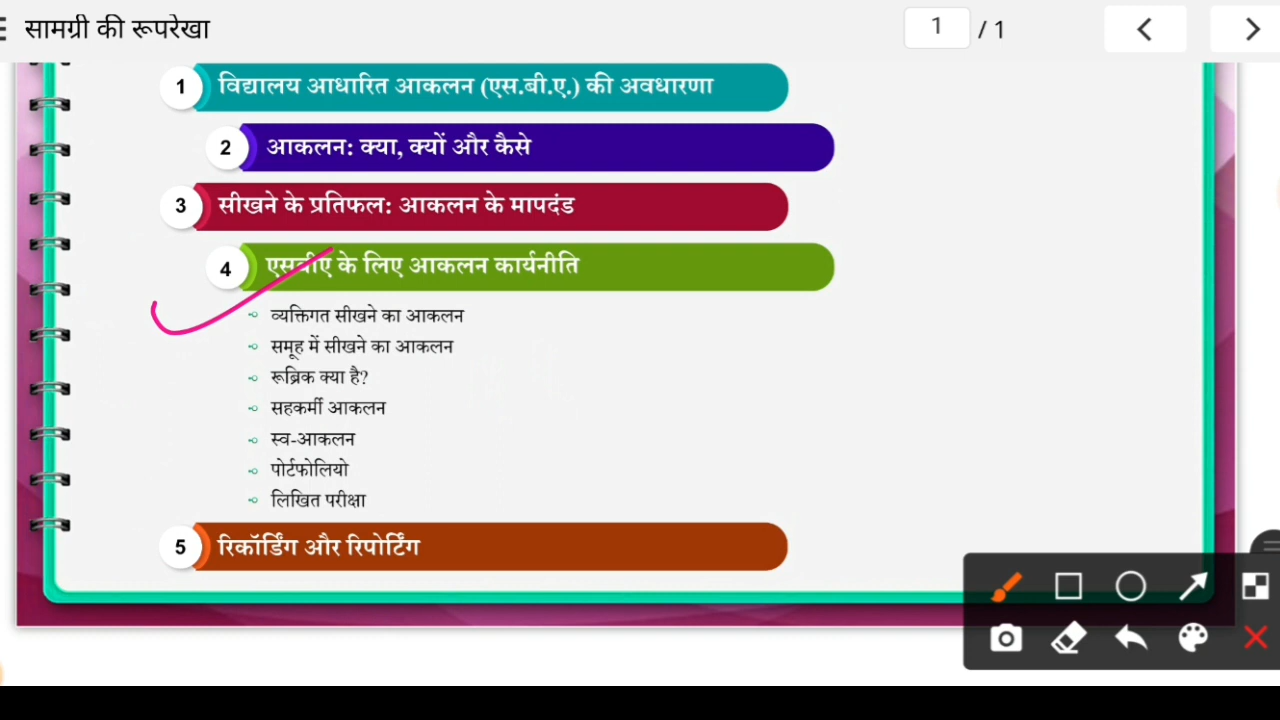 सामग्री की रूपरेखा
1 / 1
1 विद्यालय आधारित आकलन (एस.बी.ए.) की अवधारणा
2 आकलन: क्या, क्यों और कैसे
3 सीखने के प्रतिफल: आकलन के मापदंड
4 एसबीए के लिए आकलन कार्यनीति
व्यक्तिगत सीखने का आकलन
समूह में सीखने का आकलन
रूब्रिक क्या है?
सहकर्मी आकलन
स्व-आकलन
पोर्टफोलियो
लिखित परीक्षा
5 रिकॉर्डिंग और रिपोर्टिंग